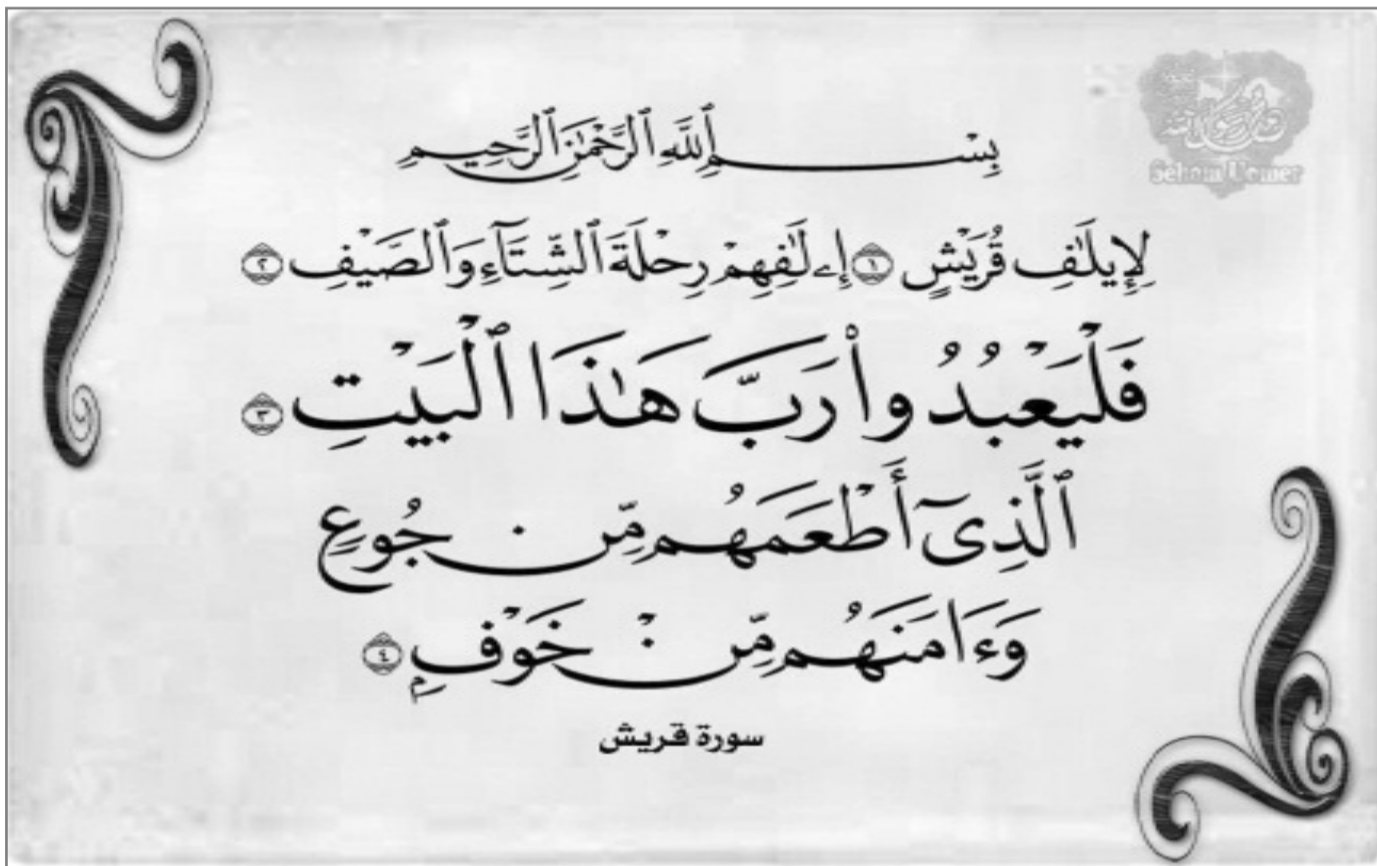 بِسْمِ ٱللَّهِ ٱلرَّحْمَٰنِ ٱلرَّحِيمِ
لِإِيلَٰفِ قُرَيْشٍ ١ إِۦلَٰفِهِمْ رِحْلَةَ ٱلشِّتَآءِ وَٱلصَّيْفِ ٢
فَلْيَعْبُدُوا۟ رَبَّ هَٰذَا ٱلْبَيْتِ ٣
ٱلَّذِىٓ أَطْعَمَهُم مِّن جُوعٍ
وَءَامَنَهُم مِّنْ خَوْفٍۭ ٤
سورة قريش